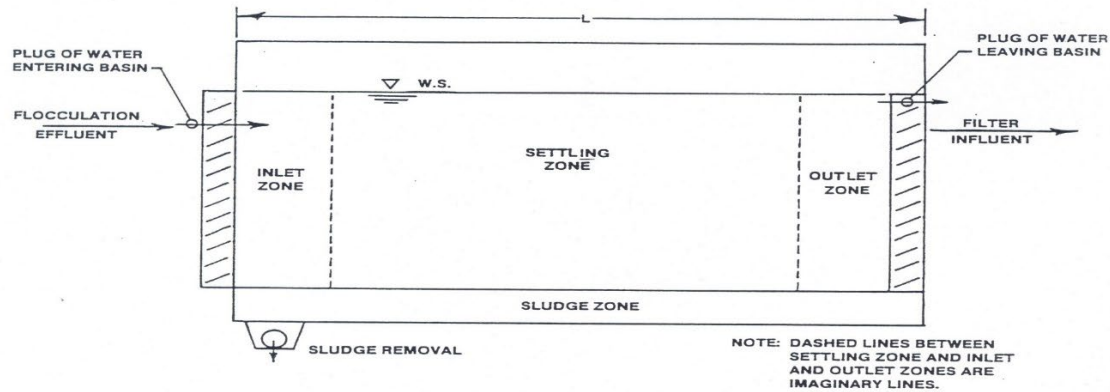 L
PLUG OF WATER
ENTERING BASIN
PLUG OF WATER
LEAVING BASIN
W.S.
FLOCCULATION
EFFLUENT
FILTER
INFLUENT
INLET
ZONE
SETTLING
ZONE
OUTLET
ZONE
SLUDGE ZONE
SLUDGE REMOVAL
NOTE: DASHED LINES BETWEEN
SETTLING ZONE AND INLET
AND OUTLET ZONES ARE
IMAGINARY LINES.